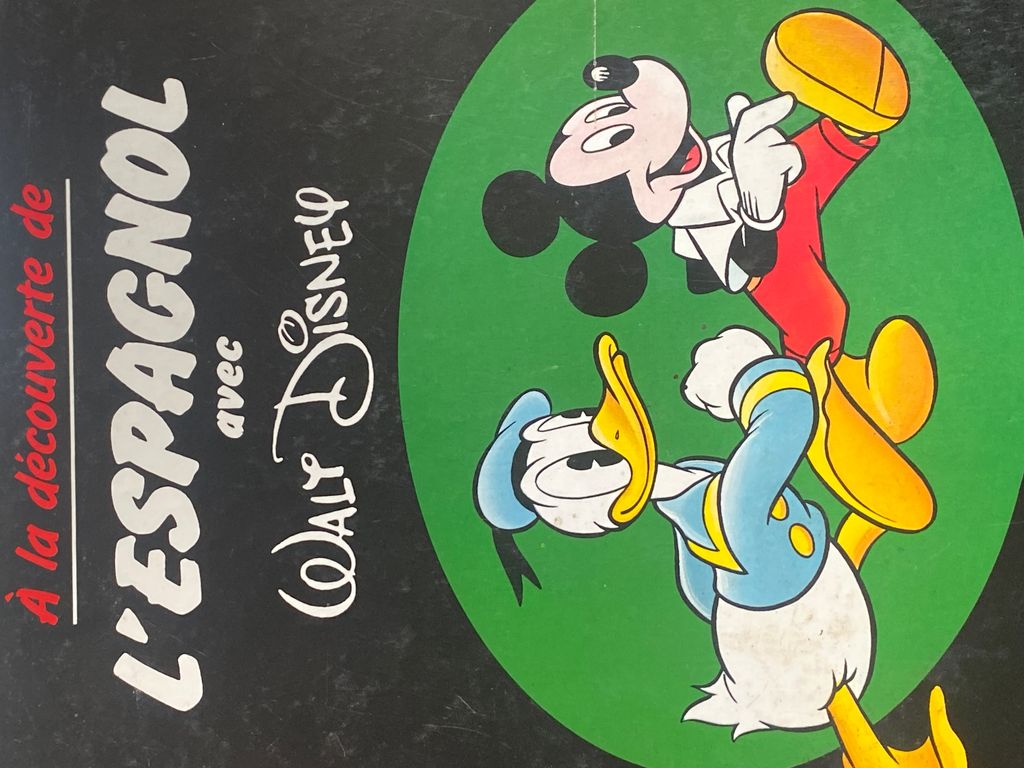 À la découverte de
L'ESPAGNOL
avec
WALT DISNEY